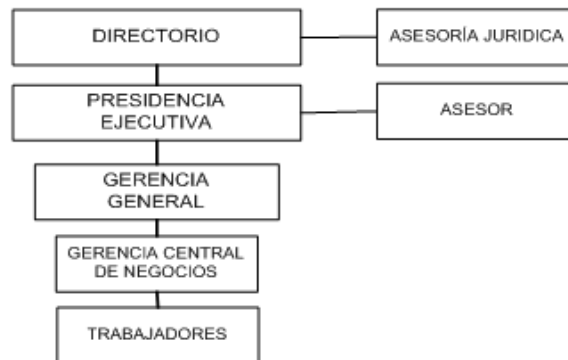 DIRECTORIO
ASESORÍA JURIDICA
PRESIDENCIA
EJECUTIVA
ASESOR
GERENCIA
GENERAL
GERENCIA CENTRAL
DE NEGOCIOS
TRABAJADORES